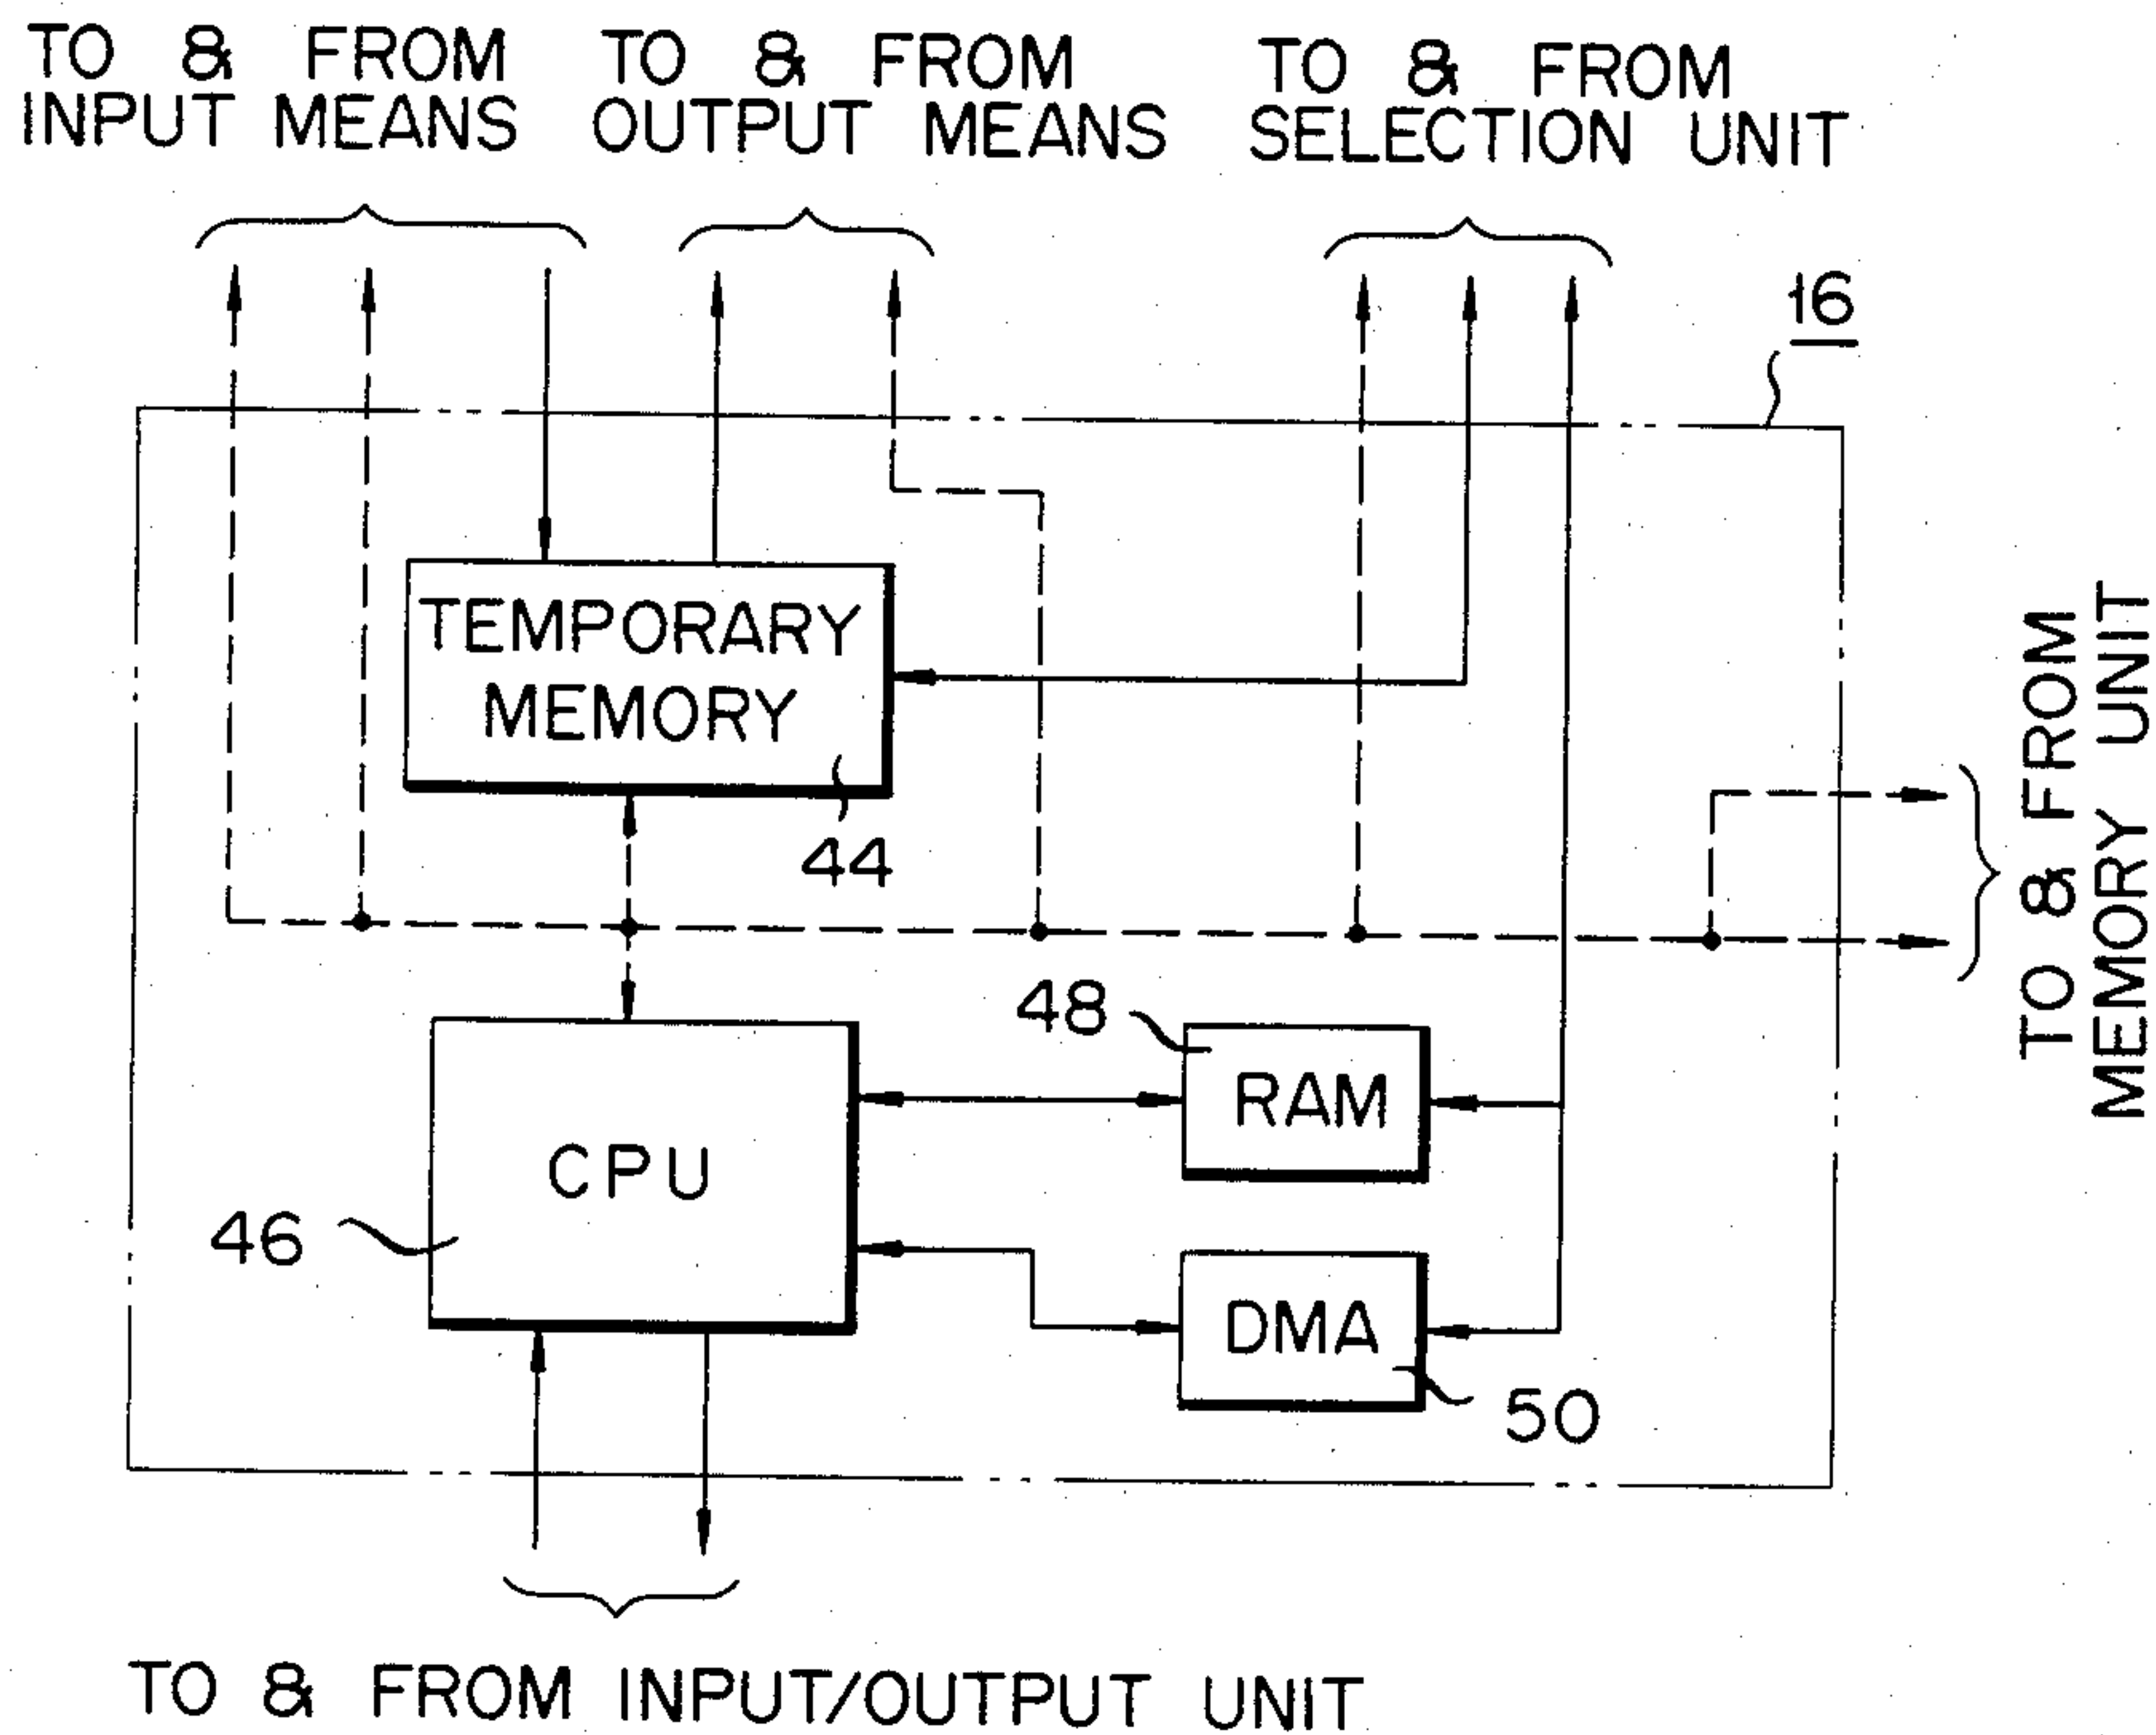 TO & FROM
INPUT MEANS
TO & FROM
OUTPUT MEANS
TO & FROM
SELECTION UNIT
16
TEMPORARY
MEMORY
44
TO & FROM
MEMORY UNIT
48
RAM
CPU
46
DMA
50
TO & FROM INPUT/OUTPUT UNIT